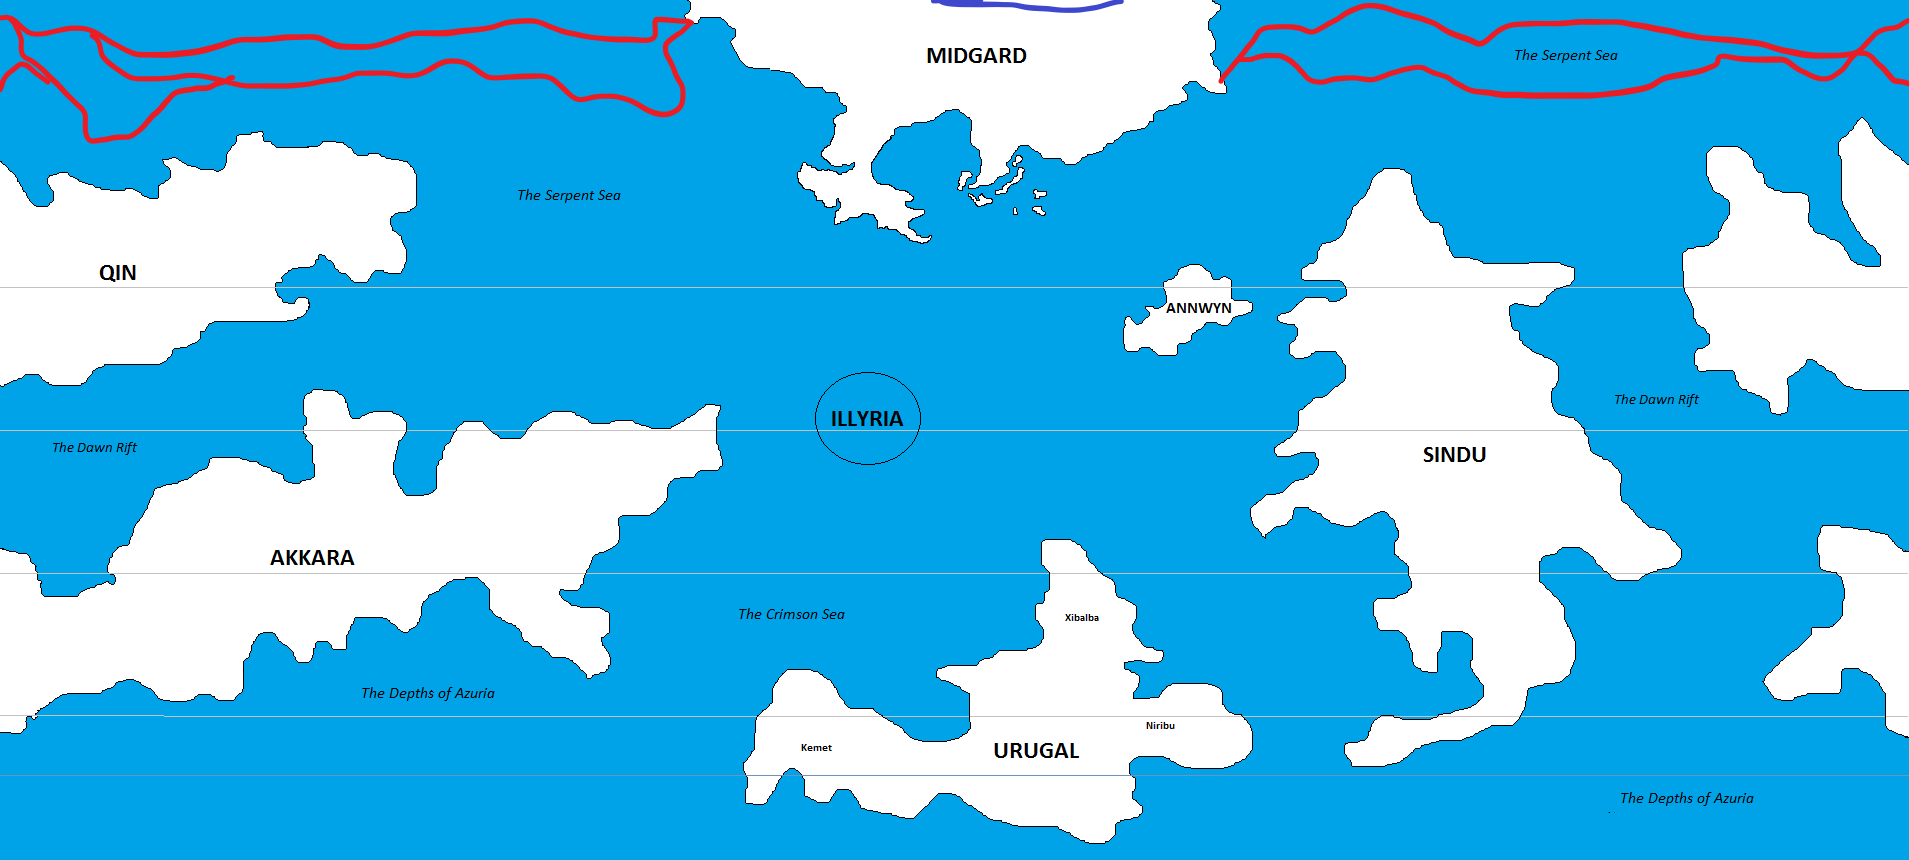 MIDGARD
The Serpent Sea
The Serpent Sea
QIN
ANNWYN
The Dawn Rift
ILLYRIA
The Dawn Rift
SINDU
AKKARA
The Crimson Sea
Xibalba
The Depths of Azuria
Niribu
Kemet
URUGAL
The Depths of Azuria